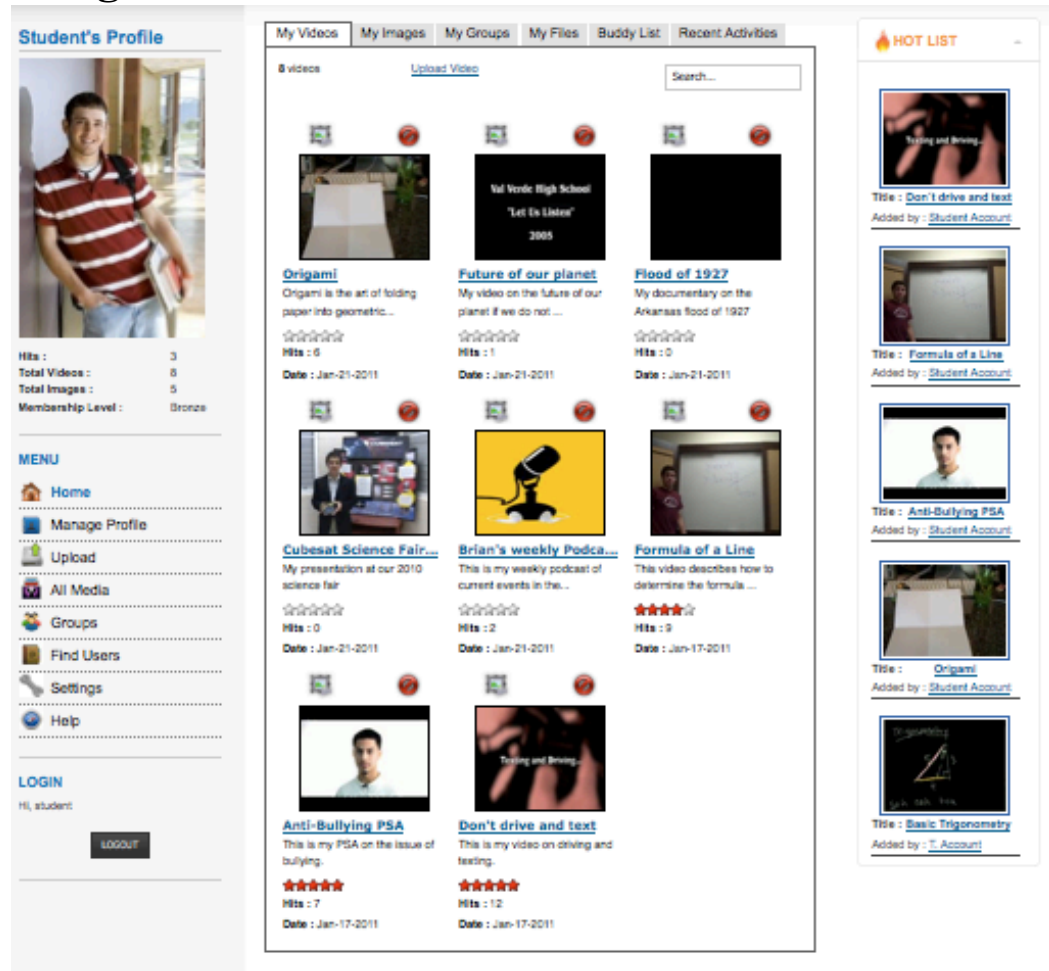 Student's Profile
Hits : 3
Total Videos : 8
Total Images : 5
Membership Level : Bronze
MENU
Home
Manage Profile
Upload
All Media
Groups
Find Users
Settings
Help
LOGIN
Hi, student
LOGOUT
My Videos My Images My Groups My Files Buddy List Recent Activities
8 videos Upload Video Search...
Val Verde High School
"Let Us Listen"
2005
Origami Future of our planet Flood of 1927
Origami is the art of folding My video on the future of our My documentary on the
paper into geometric... planet if we do not ... Arkansas flood of 1927
Hits : 6 Hits : 1 Hits : 0
Date : Jan-21-2011 Date : Jan-21-2011 Date : Jan-21-2011
Cubesat Science Fair... Brian's weekly Podca... Formula of a Line
My presentation at our 2010 This is my weekly podcast of This video describes how to
science fair current events in the... determine the formula ...
Hits : 0 Hits : 2 Hits : 9
Date : Jan-21-2011 Date : Jan-21-2011 Date : Jan-17-2011
Texting and Driving...
Anti-Bullying PSA Don't drive and text
This is my PSA on the issue of This is my video on driving and
bullying. texting.
Hits : 7 Hits : 12
Date : Jan-17-2011 Date : Jan-17-2011
HOT LIST
Texting and Driving...
Title : Don't drive and text
Added by : Student Account
Title : Formula of a Line
Added by : Student Account
Title : Anti-Bullying PSA
Added by : Student Account
Title : Origami
Added by : Student Account
Trigonometry
Soh cah toa
Title : Basic Trigonometry
Added by : T. Account